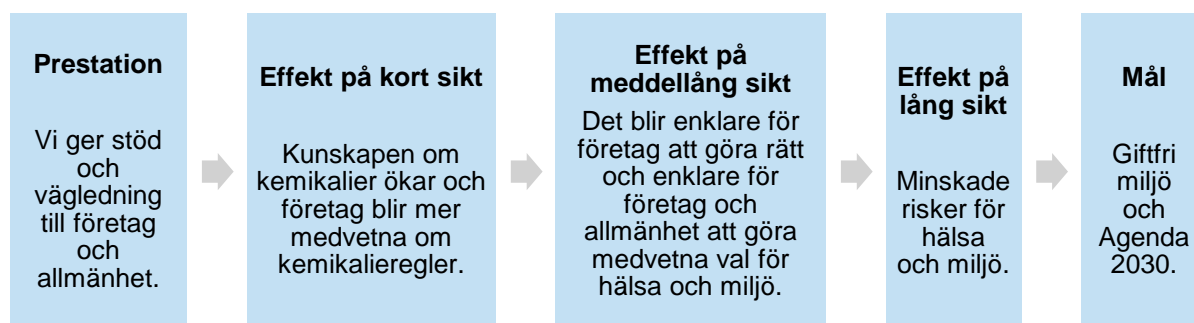 Prestation
Vi ger stöd
och
vägledning
till företag
och
allmänhet.
Effekt på kort sikt
Kunskapen om
kemikalier ökar och
företag blir mer
medvetna om
kemikalieregler.
Effekt på
meddellång sikt
Det blir enklare för
företag att göra rätt
och enklare för
företag och
allmänhet att göra
medvetna val för
hälsa och miljö.
Effekt på
lång sikt
Minskade
risker för
hälsa
och miljö.
Mål
Giftfri
miljö
och
Agenda
2030.